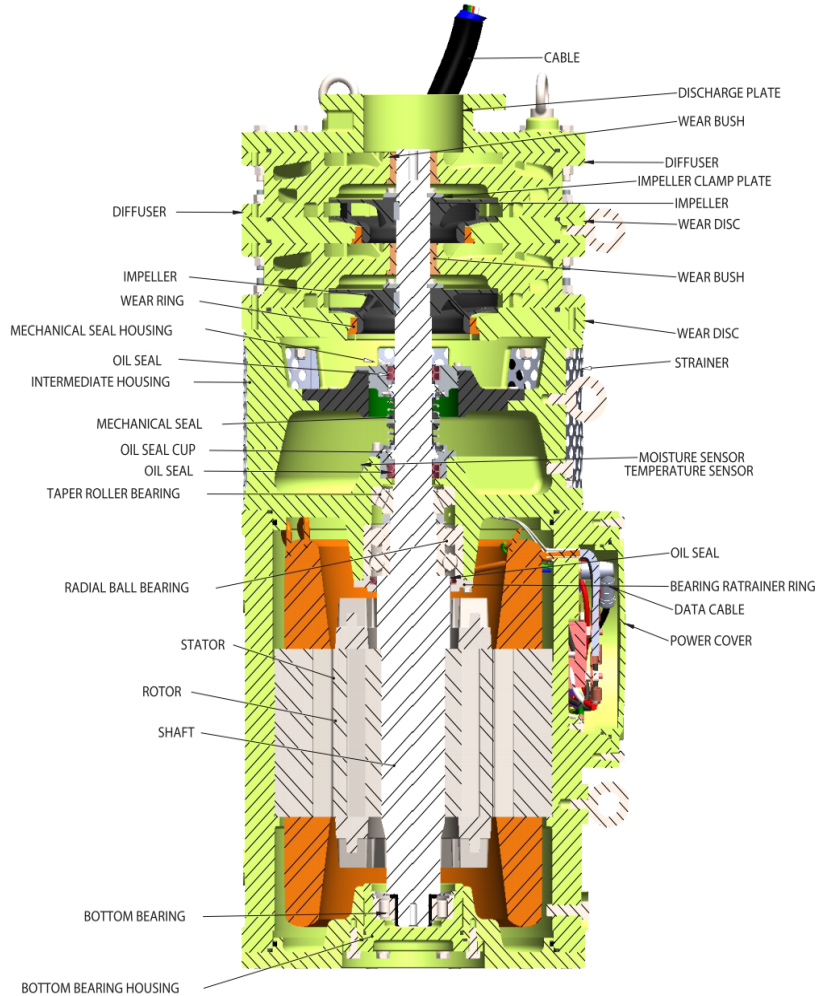 CABLE
DISCHARGE PLATE
WEAR BUSH
DIFFUSER
IMPELLER CLAMP PLATE
IMPELLER
DIFFUSER
WEAR DISC
IMPELLER
WEAR BUSH
WEAR RING
MECHANICAL SEAL HOUSING
WEAR DISC
OIL SEAL
STRAINER
INTERMEDIATE HOUSING
MECHANICAL SEAL
OIL SEAL CUP
MOISTURE SENSOR
OIL SEAL
TEMPERATURE SENSOR
TAPER ROLLER BEARING
OIL SEAL
RADIAL BALL BEARING
BEARING RATRAINER RING
DATA CABLE
POWER COVER
STATOR
ROTOR
SHAFT
BOTTOM BEARING
BOTTOM BEARING HOUSING